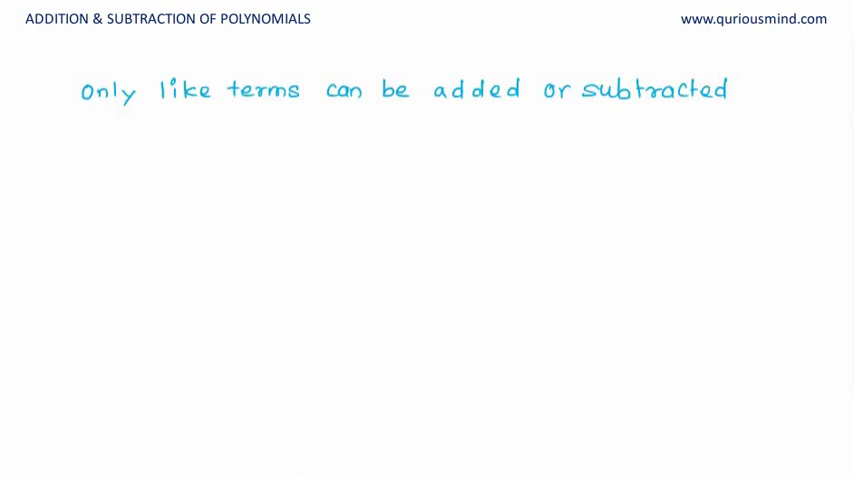 ADDITION & SUBTRACTION OF POLYNOMIALS
www.quriousmind.com
only like terms can be added or subtracted